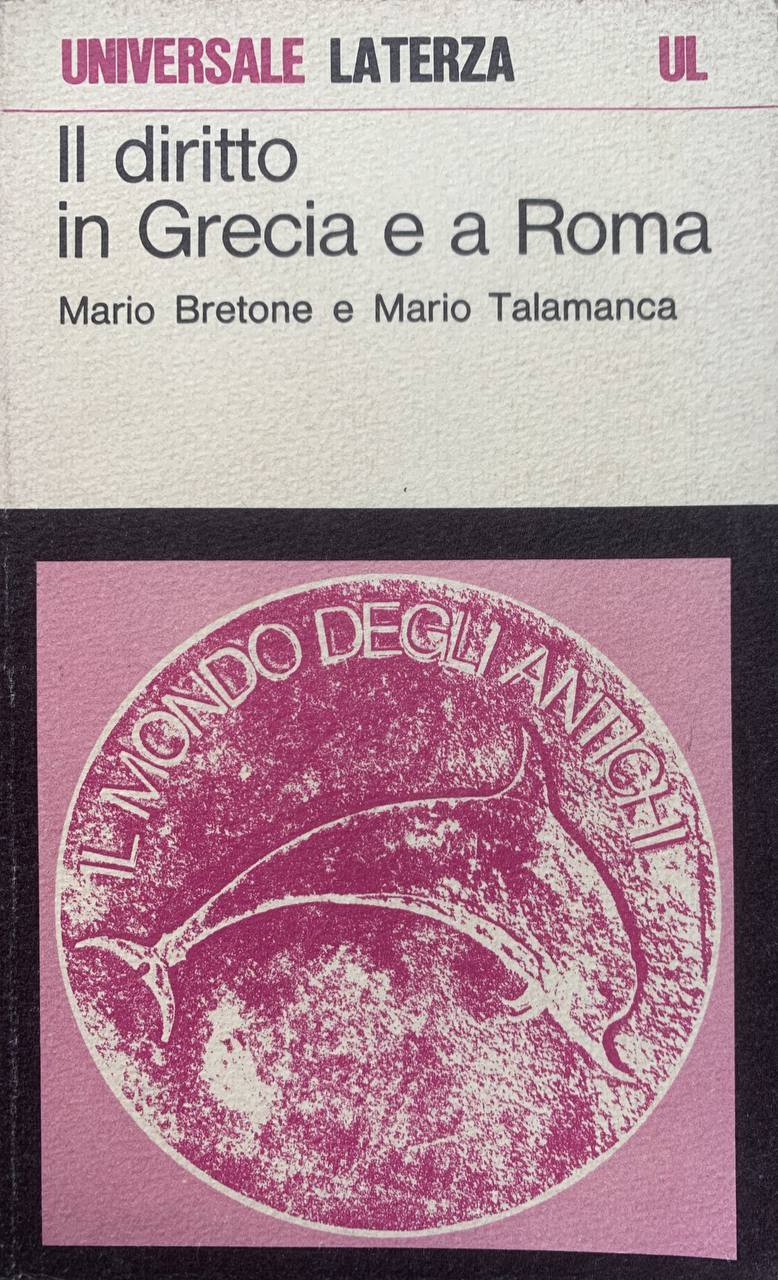 UNIVERSALE LATERZA UL
Il diritto
in Grecia e a Roma
Mario Bretone e Mario Talamanca
IL MONDO DEGLI ANTICHI